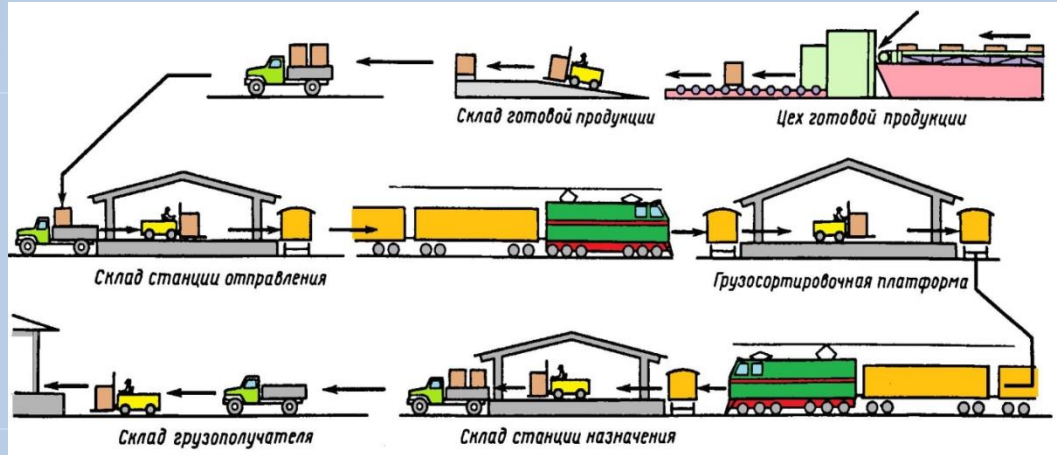 Склад готовой продукции
Цех готовой продукции
Склад станции отправления
Грузосортировочная платформа
Склад грузополучателя
Склад станции назначения